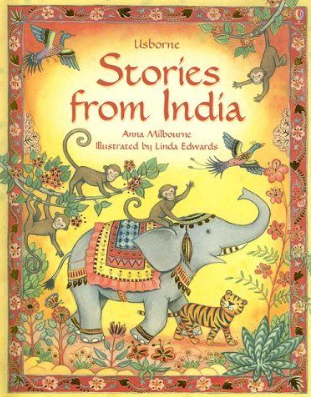 Usborne
Stories
from India
Anna Milbourne
Illustrated by Linda Edwards